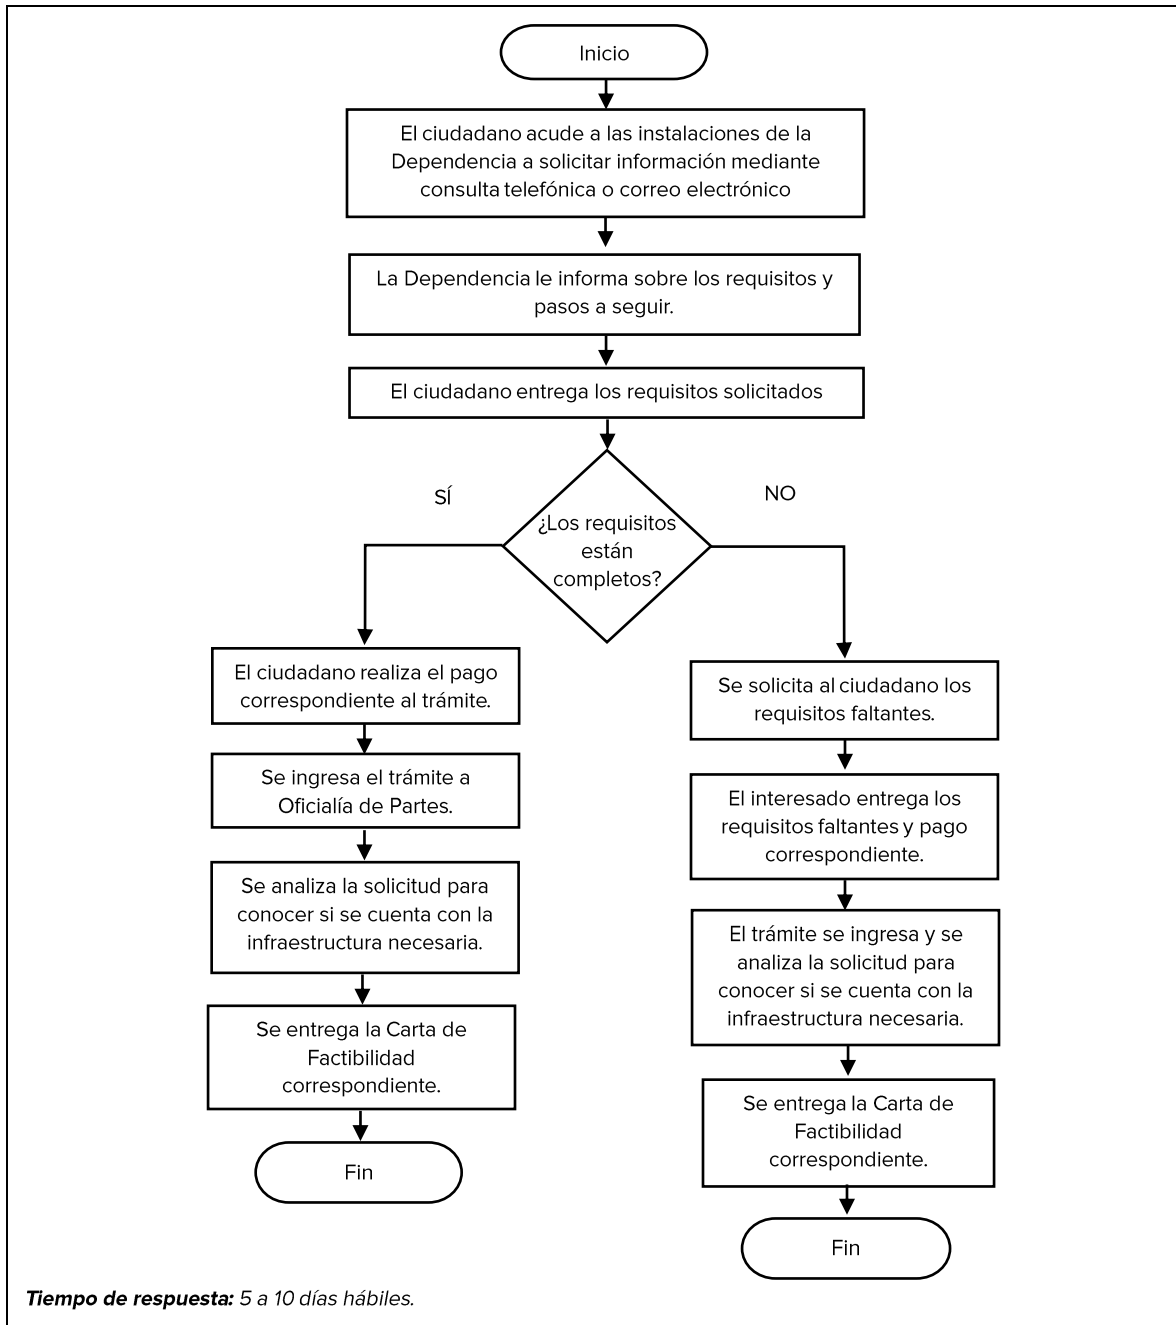 Inicio
El ciudadano acude a las instalaciones de la
Dependencia a solicitar información mediante
consulta telefónica o correo electrónico
La Dependencia le informa sobre los requisitos y
pasos a seguir.
El ciudadano entrega los requisitos solicitados
SÍ
NO
¿Los requisitos
están
completos?
El ciudadano realiza el pago
correspondiente al trámite.
Se ingresa el trámite a
Oficialía de Partes.
Se analiza la solicitud para
conocer si se cuenta con la
infraestructura necesaria.
Se entrega la Carta de
Factibilidad
correspondiente.
Fin
Se solicita al ciudadano los
requisitos faltantes.
El interesado entrega los
requisitos faltantes y pago
correspondiente.
El trámite se ingresa y se
analiza la solicitud para
conocer si se cuenta con la
infraestructura necesaria.
Se entrega la Carta de
Factibilidad
correspondiente.
Fin
Tiempo de respuesta: 5 a 10 días hábiles.